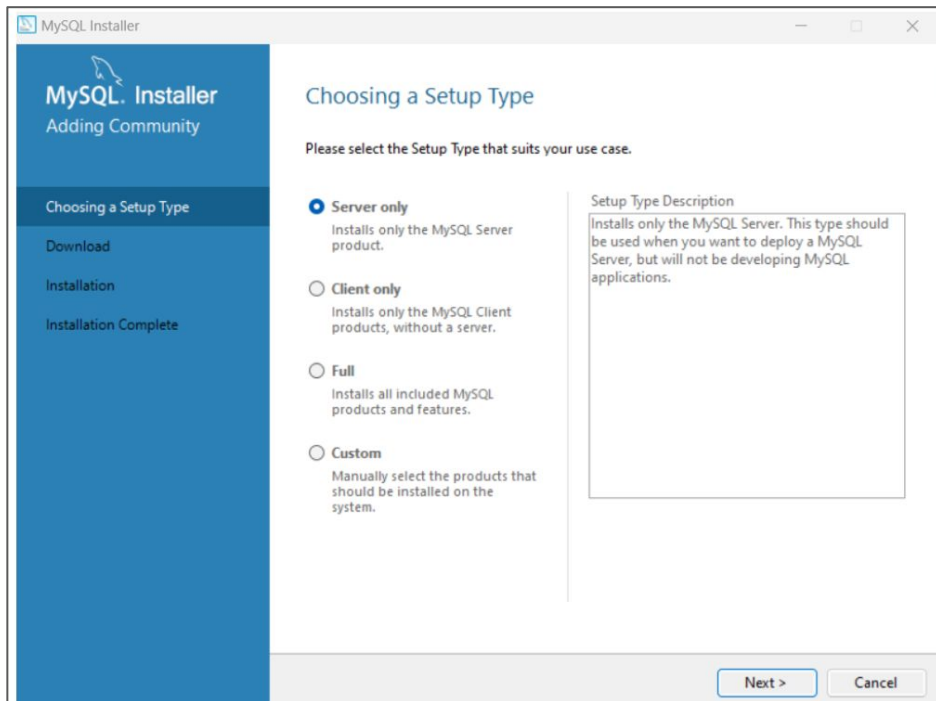 MySQL Installer
MySQL. Installer
Adding Community
Choosing a Setup Type
Download
Installation
Installation Complete
Choosing a Setup Type
Please select the Setup Type that suits your use case.
Server only
Installs only the MySQL Server
product.
Client only
Installs only the MySQL Client
products, without a server.
Full
Installs all included MySQL
products and features.
Custom
Manually select the products that
should be installed on the
system.
Setup Type Description
Installs only the MySQL Server. This type should
be used when you want to deploy a MySQL
Server, but will not be developing MySQL
applications.
Next >
Cancel